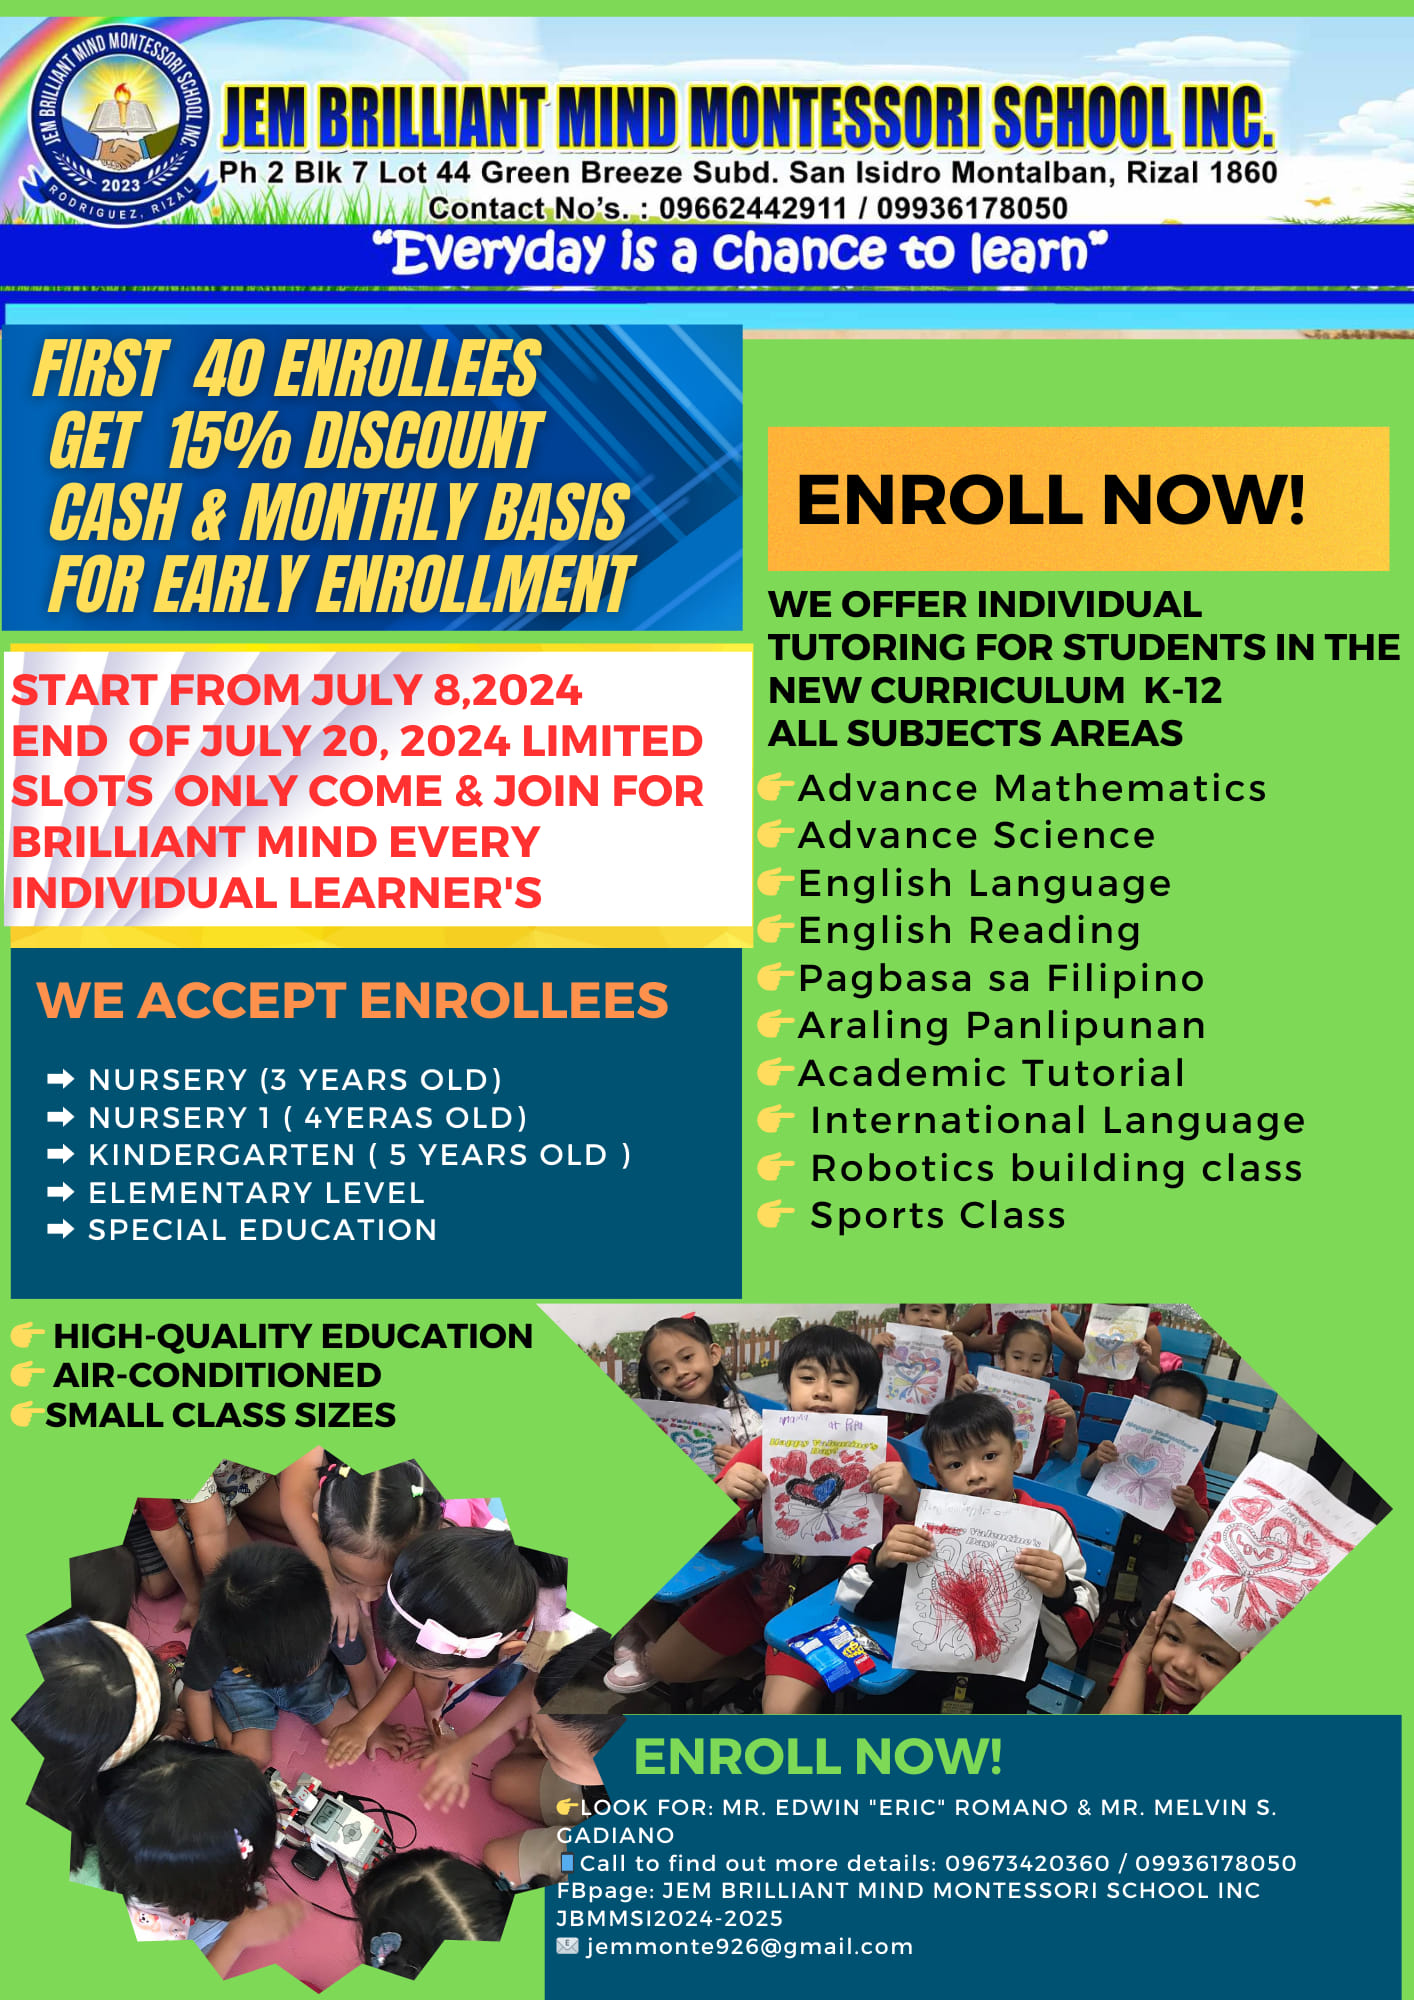 JEM BRILLIANT MIND MONTESSORI SCHOOL INC.
2023
RODRIGUEZ, RIZAL
JEM BRILLIANT MIND MONTESSORI SCHOOL INC.
Ph 2 Blk 7 Lot 44 Green Breeze Subd. San Isidro Montalban, Rizal 1860
Contact No's. : 09662442911 / 09936178050
"Everyday is a chance to learn"
FIRST 40 ENROLLEES
GET 15% DISCOUNT
CASH & MONTHLY BASIS
FOR EARLY ENROLLMENT
START FROM JULY 8,2024
END OF JULY 20, 2024 LIMITED
SLOTS ONLY COME & JOIN FOR
BRILLIANT MIND EVERY
INDIVIDUAL LEARNER'S
WE ACCEPT ENROLLEES
➡ NURSERY (3 YEARS OLD)
➡ NURSERY 1 ( 4YERAS OLD)
➡ KINDERGARTEN ( 5 YEARS OLD )
➡ ELEMENTARY LEVEL
➡ SPECIAL EDUCATION
👉 HIGH-QUALITY EDUCATION
👉 AIR-CONDITIONED
👉SMALL CLASS SIZES
ENROLL NOW!
WE OFFER INDIVIDUAL
TUTORING FOR STUDENTS IN THE
NEW CURRICULUM K-12
ALL SUBJECTS AREAS
👉Advance Mathematics
👉Advance Science
👉English Language
👉English Reading
👉Pagbasa sa Filipino
👉Araling Panlipunan
👉Academic Tutorial
👉 International Language
👉 Robotics building class
👉 Sports Class
Happy Valentine's
Day!
Happy Valentine's
Day!
Happy Valentine's
Day!
LOVE
ENROLL NOW!
👉LOOK FOR: MR. EDWIN "ERIC" ROMANO & MR. MELVIN S.
GADIANO
📱Call to find out more details: 09673420360 / 09936178050
FBpage: JEM BRILLIANT MIND MONTESSORI SCHOOL INC
JBMMSI2024-2025
📧 jemmonte926@gmail.com